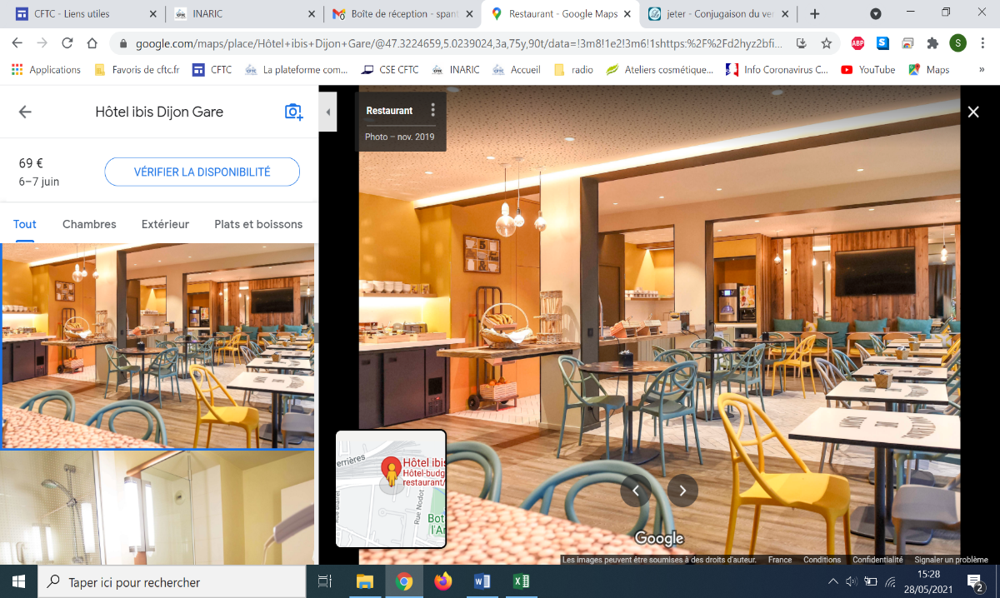 CFTC - Liens utiles
INARIC
Boîte de réception - spant
Restaurant - Google Maps
jeter - Conjugaison du ver
google.com/maps/place/Hôtel+ibis+Dijon+Gare/@47.3224659,5.0239024,3a,75y,90t/data=!3m8!1e2!3m6!1shttps:%2F%2Fd2hyz2bfi...
ABP
S
S
Applications
Favoris de cftc.fr
CFTC
La plateforme com...
CSE CFTC
INARIC
Accueil
radio
Ateliers cosmétique...
Info Coronavirus C...
YouTube
Maps
»
Hôtel ibis Dijon Gare
69 €
6–7 juin
VÉRIFIER LA DISPONIBILITÉ
Tout
Chambres
Extérieur
Plats et boissons
Restaurant
Photo – nov. 2019
errières
Hôtel ibis
Hôtel-budg
restaurant/
Rue Nodot
Bot
l'Ar
Google
Les images peuvent être soumises à des droits d'auteur.
France
Conditions
Confidentialité
Signaler un problème
Taper ici pour rechercher
15:28
28/05/2021
2